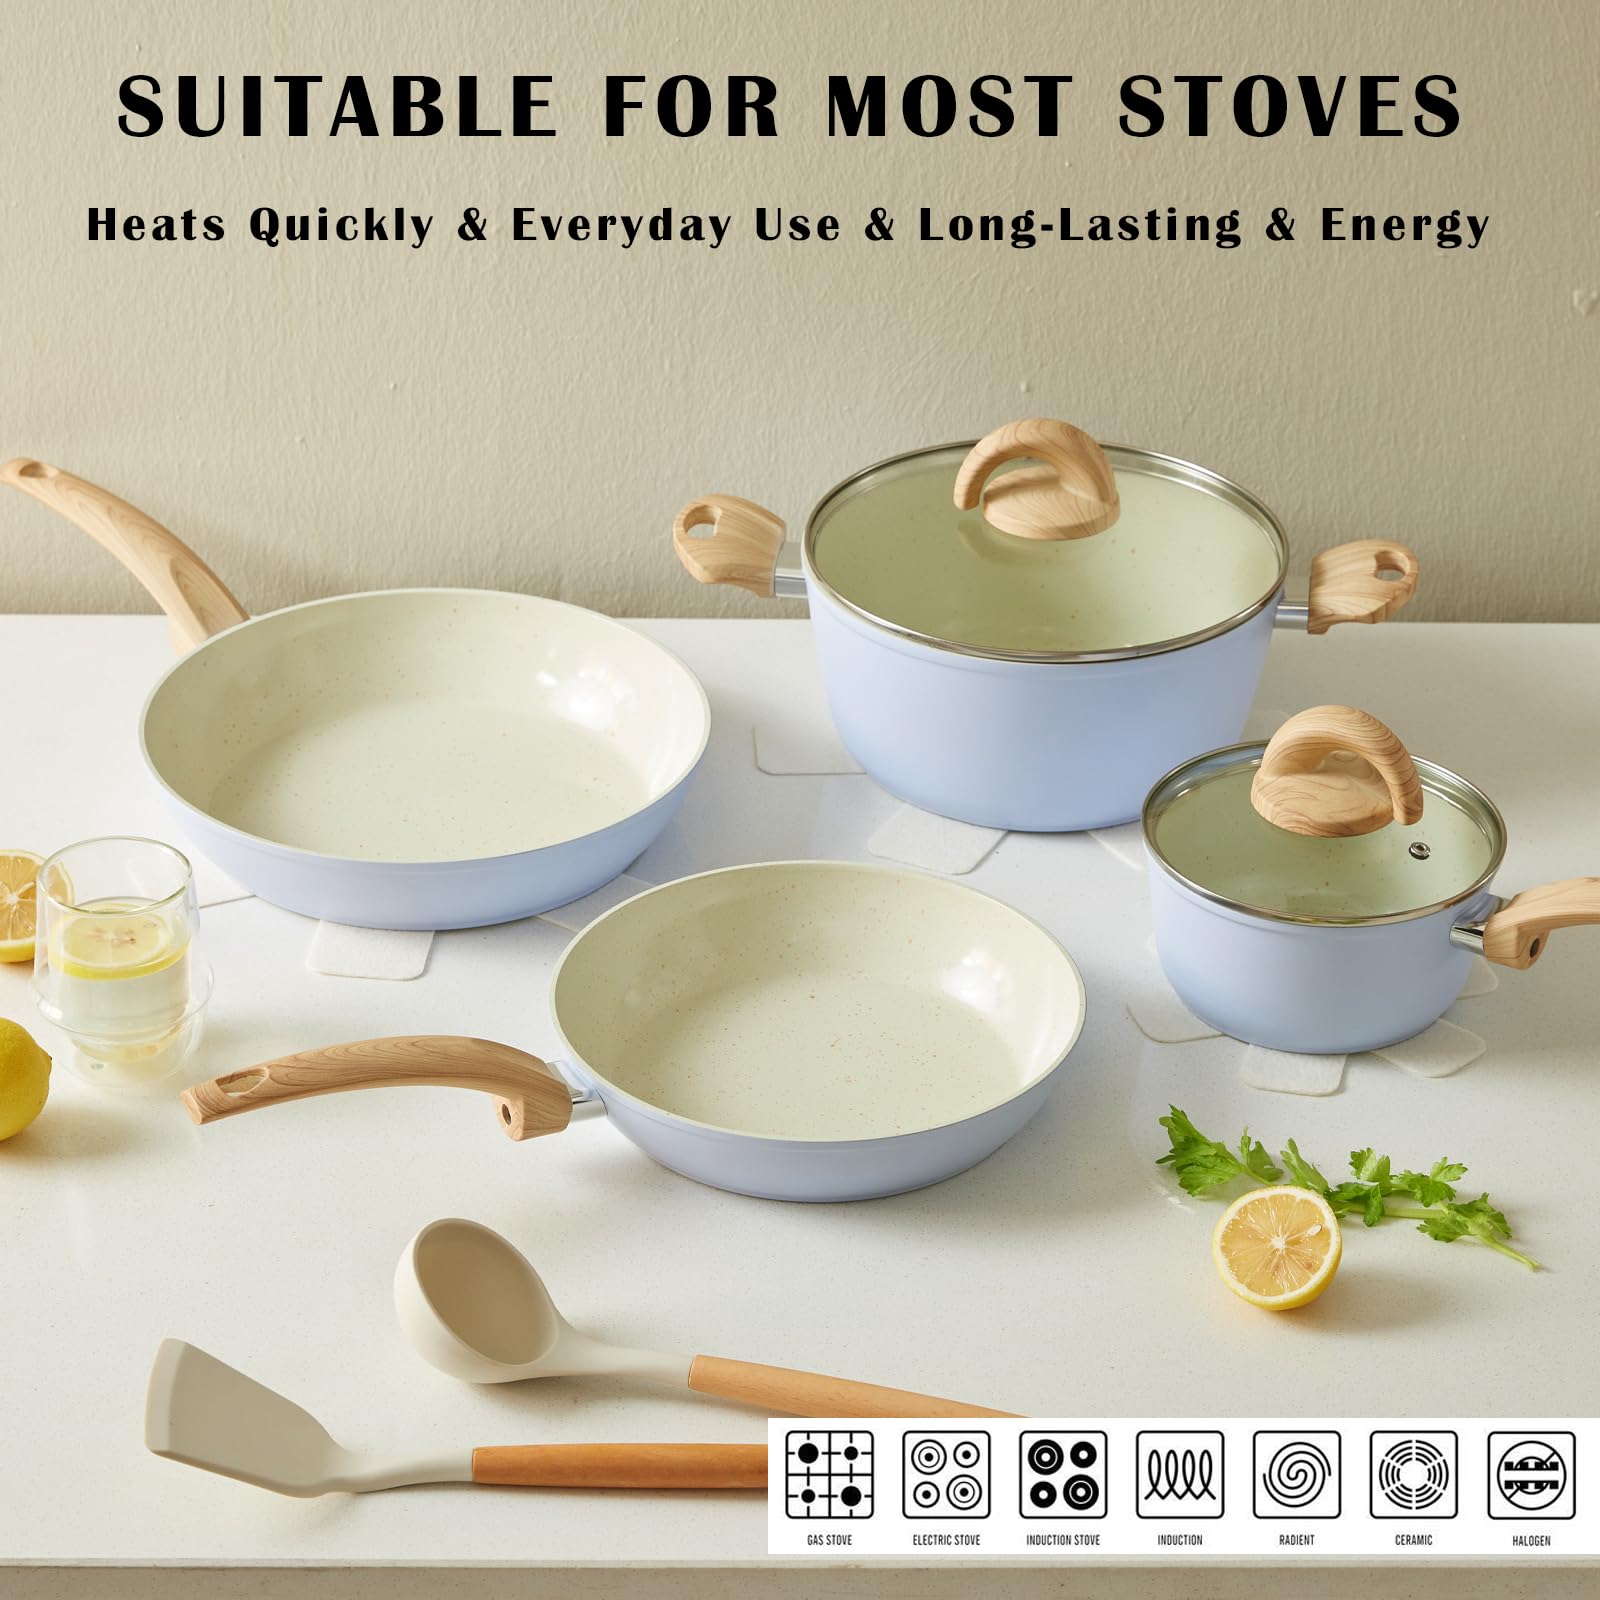 SUITABLE FOR MOST STOVES
Heats Quickly & Everyday Use & Long-Lasting & Energy
GAS STOVE
ELECTRIC STOVE
INDUCTION STOVE
INDUCTION
RADIENT
CERAMIC
HALOGEN